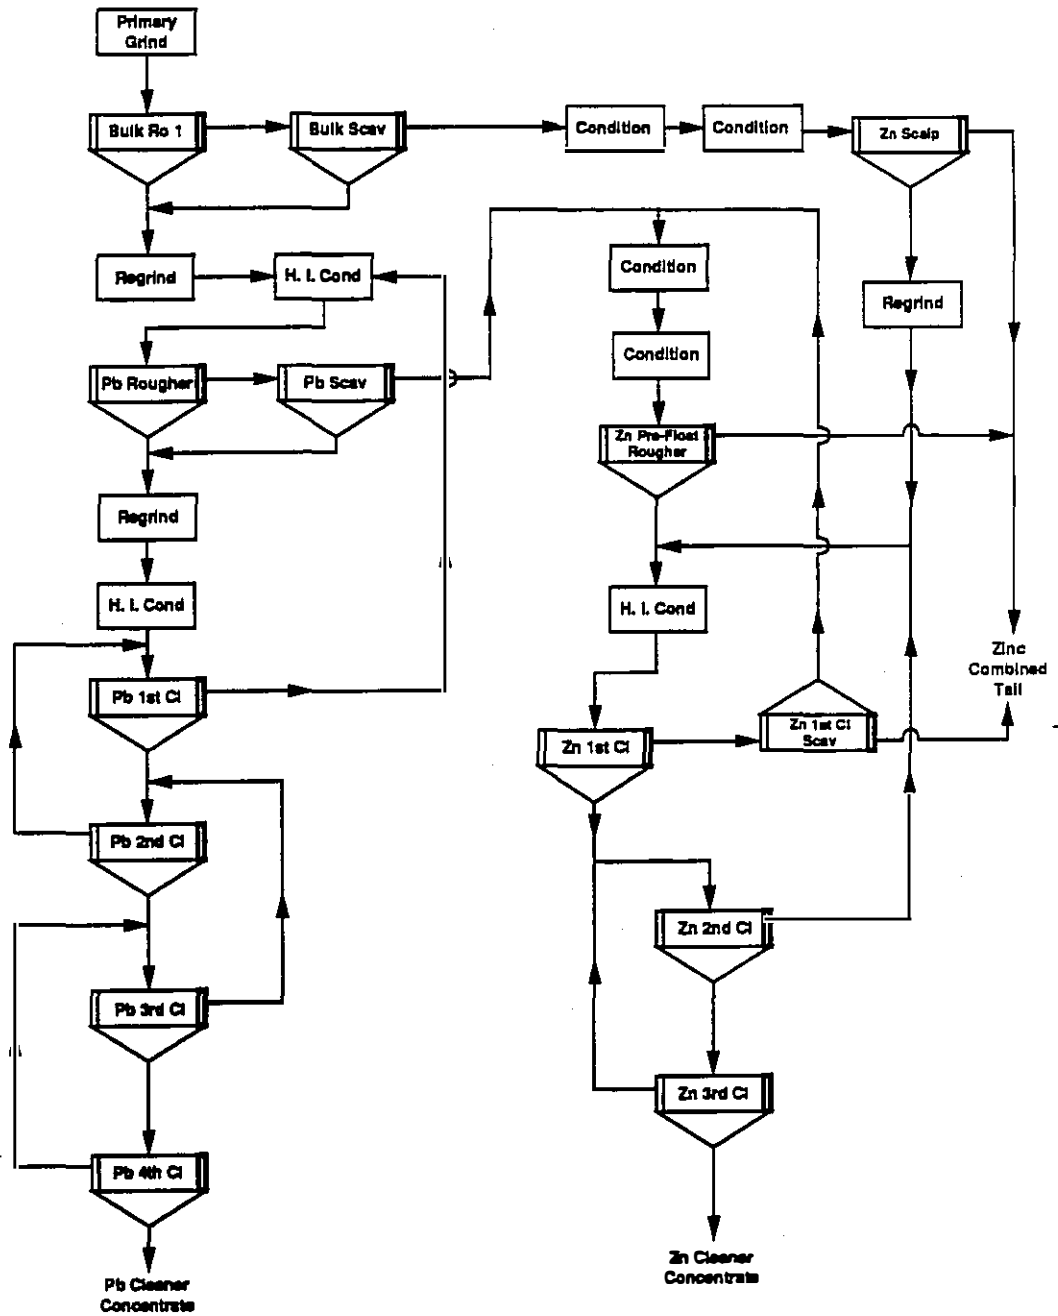 Primary
Grind
Bulk Ro 1
Bulk Scav
Condition
Condition
Zn Scalp
Regrind
H. I. Cond
Condition
Regrind
Condition
Pb Rougher
Pb Scav
Zn Pre-Float
Rougher
Regrind
H. I. Cond
H. I. Cond
Zinc
Combined
Tail
Pb 1st Cl
Zn 1st Cl
Zn 1st Cl
Scav
Pb 2nd Cl
Zn 2nd Cl
Pb 3rd Cl
Zn 3rd Cl
Pb 4th Cl
Zn Cleaner
Concentrate
Pb Cleaner
Concentrate